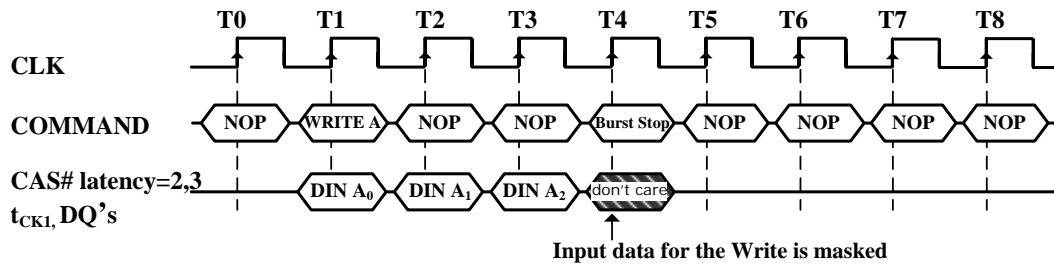 T0 T1 T2 T3 T4 T5 T6 T7 T8
CLK
COMMAND NOP WRITE A NOP NOP Burst Stop NOP NOP NOP NOP
CAS# latency=2,3
DIN A₀ DIN A₁ DIN A₂ don't care
tCK1, DQ's
Input data for the Write is masked